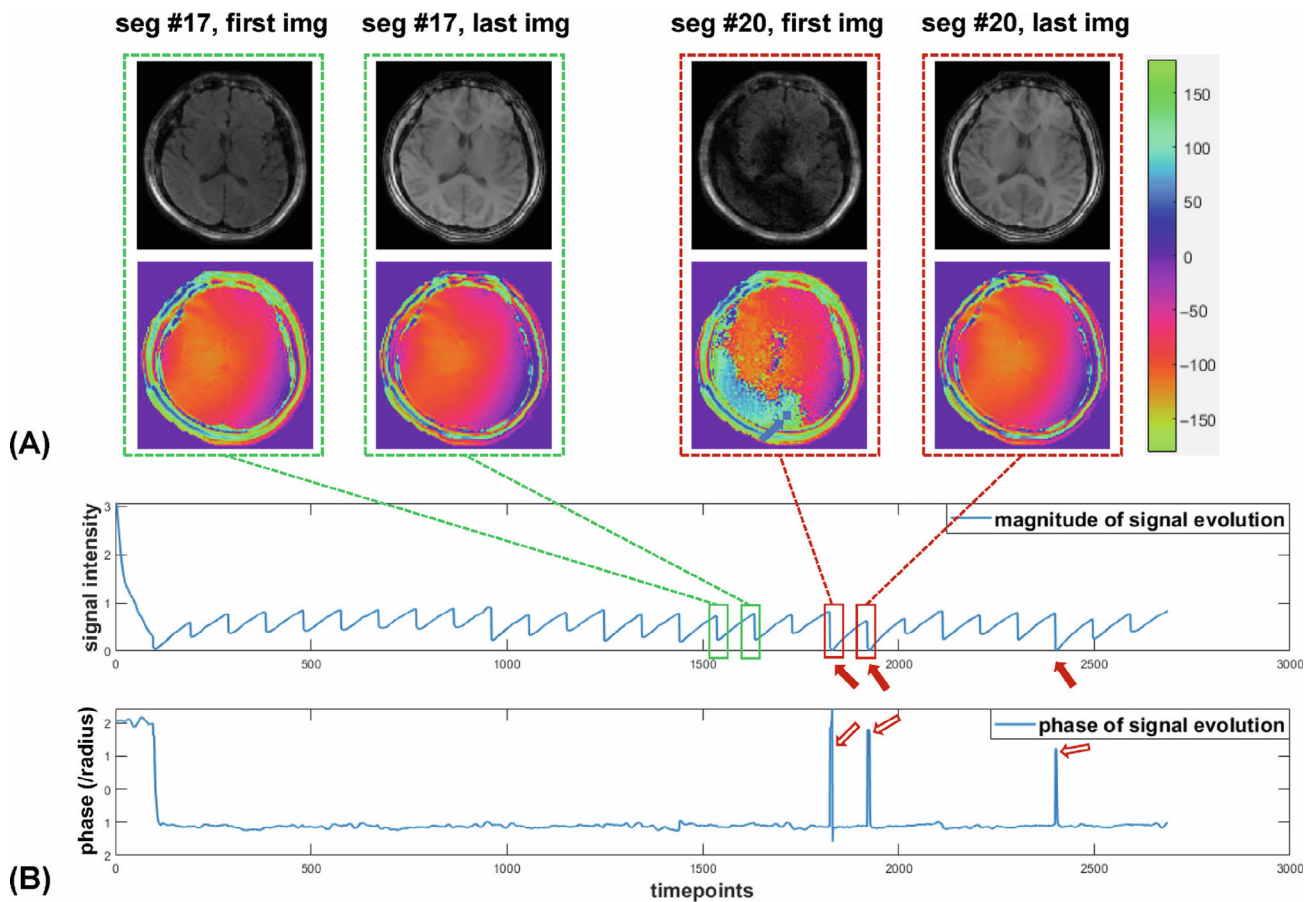 seg #17, first img
seg #17, last img
seg #20, first img
seg #20, last img
150
100
50
0
−50
−100
−150
(A)
3
2
1
0
signal intensity
magnitude of signal evolution
0
500
1000
1500
2000
2500
3000
2
1
0
1
2
phase (/radius)
phase of signal evolution
0
500
1000
1500
2000
2500
3000
timepoints
(B)